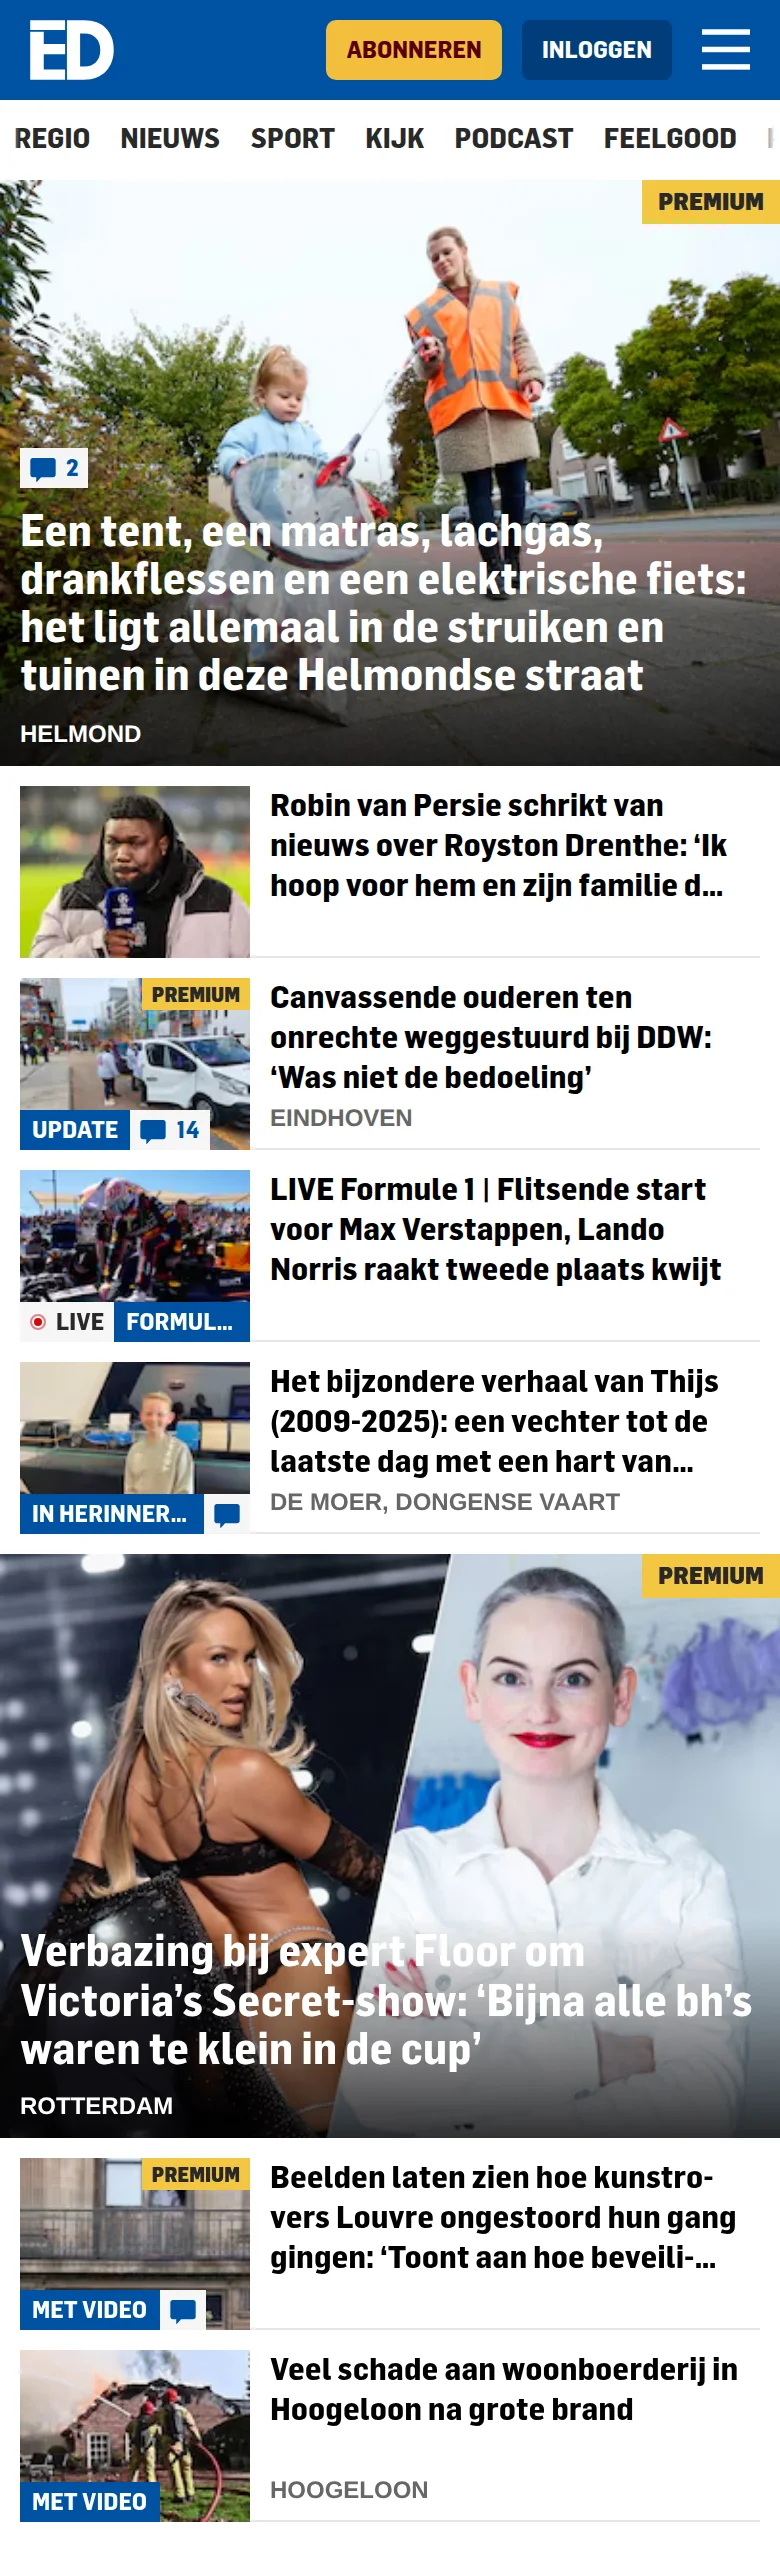 ED
ABONNEREN
INLOGGEN
REGIO NIEUWS SPORT KIJK PODCAST FEELGOOD
PREMIUM
2
Een tent, een matras, lachgas,
drankflessen en een elektrische fiets:
het ligt allemaal in de struiken en
tuinen in deze Helmondse straat
HELMOND
Robin van Persie schrikt van
nieuws over Royston Drenthe: ‘Ik
hoop voor hem en zijn familie d...
PREMIUM
UPDATE
14
Canvassende ouderen ten
onrechte weggestuurd bij DDW:
‘Was niet de bedoeling’
EINDHOVEN
LIVE
FORMUL...
LIVE Formule 1 | Flitsende start
voor Max Verstappen, Lando
Norris raakt tweede plaats kwijt
IN HERINNER...
Het bijzondere verhaal van Thijs
(2009-2025): een vechter tot de
laatste dag met een hart van...
DE MOER, DONGENSE VAART
PREMIUM
Verbazing bij expert Floor om
Victoria’s Secret-show: ‘Bijna alle bh’s
waren te klein in de cup’
ROTTERDAM
PREMIUM
MET VIDEO
Beelden laten zien hoe kunstro-
vers Louvre ongestoord hun gang
gingen: ‘Toont aan hoe beveili-...
MET VIDEO
Veel schade aan woonboerderij in
Hoogeloon na grote brand
HOOGELOON